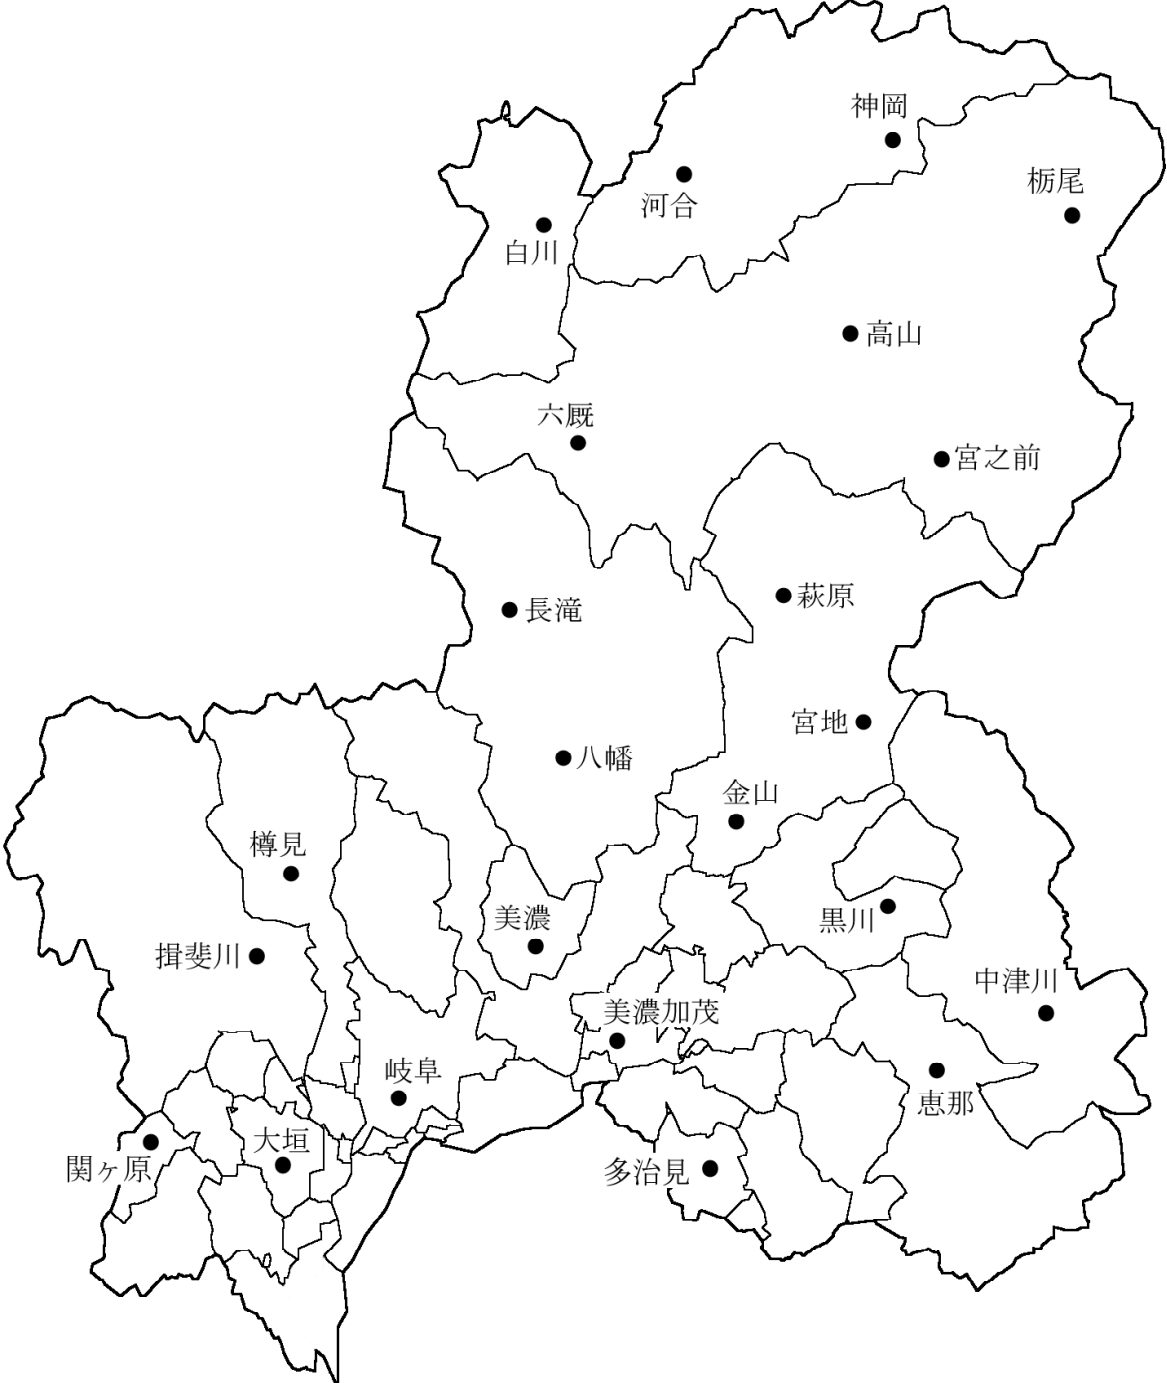 神岡
栃尾
河合
白川
高山
六厩
宮之前
萩原
長滝
宮地
八幡
金山
樽見
美濃
黒川
揖斐川
中津川
美濃加茂
岐阜
恵那
大垣
関ヶ原
多治見